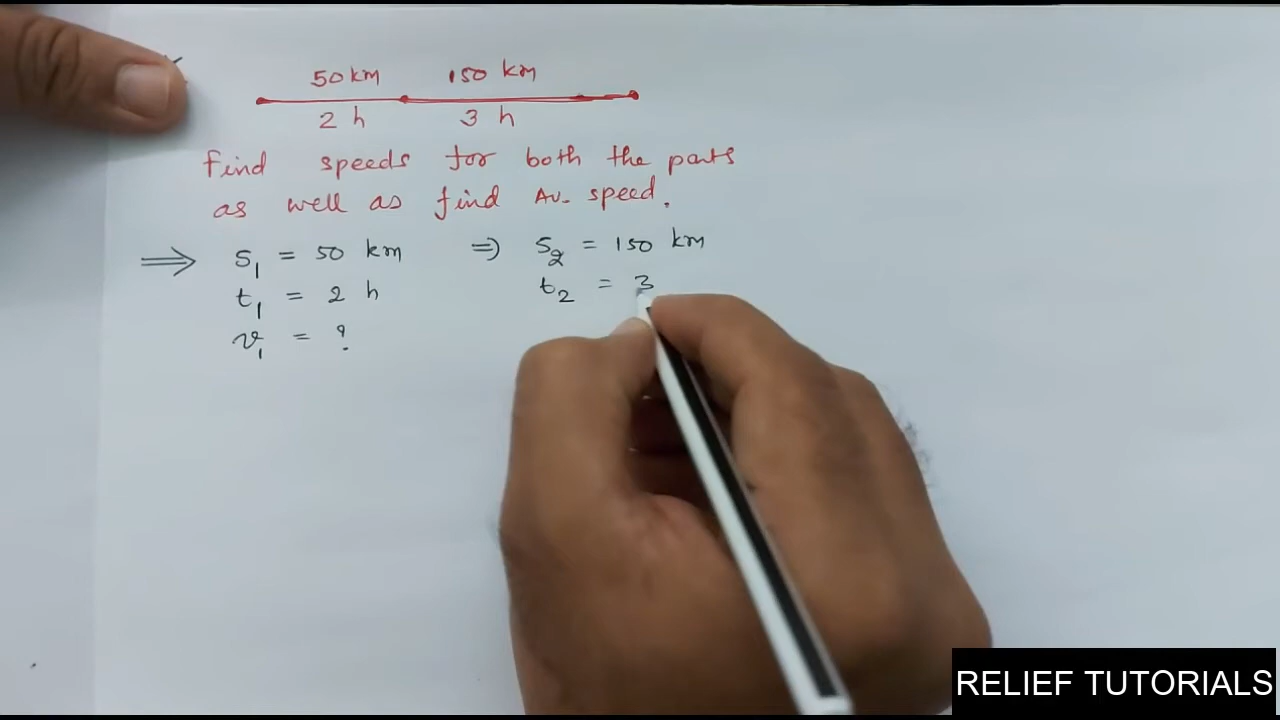 50 km 150 km
2 h 3 h
find speeds for both the parts
as well as find Av. speed.
⟹ S₁ = 50 km ⇒ S₂ = 150 km
t₁ = 2 h t₂ = 3
v₁ = ?
RELIEF TUTORIALS